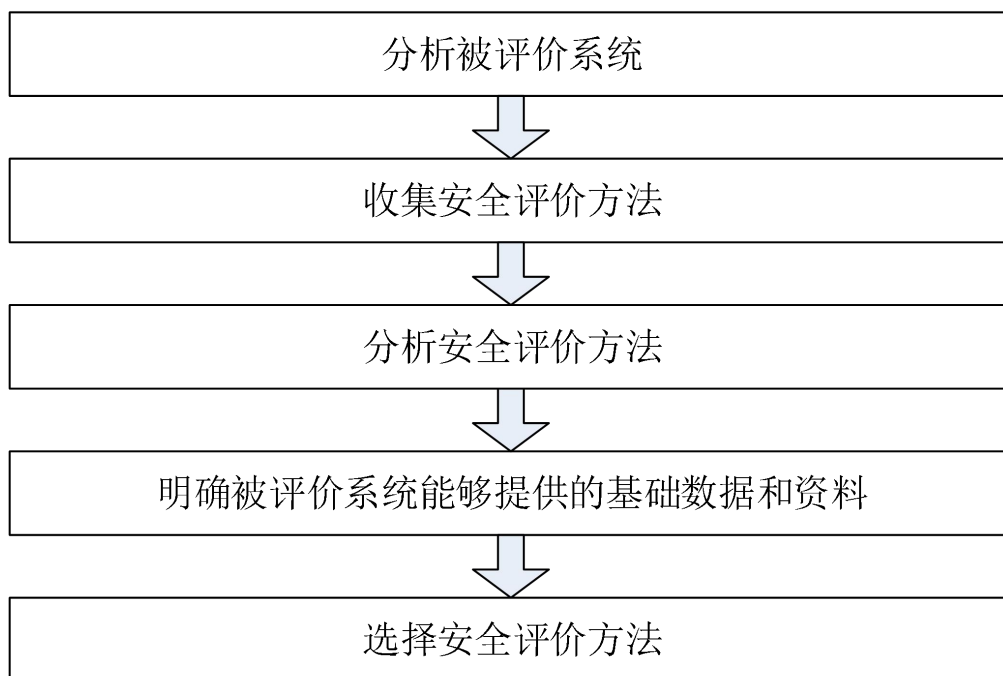 分析被评价系统
收集安全评价方法
分析安全评价方法
明确被评价系统能够提供的基础数据和资料
选择安全评价方法